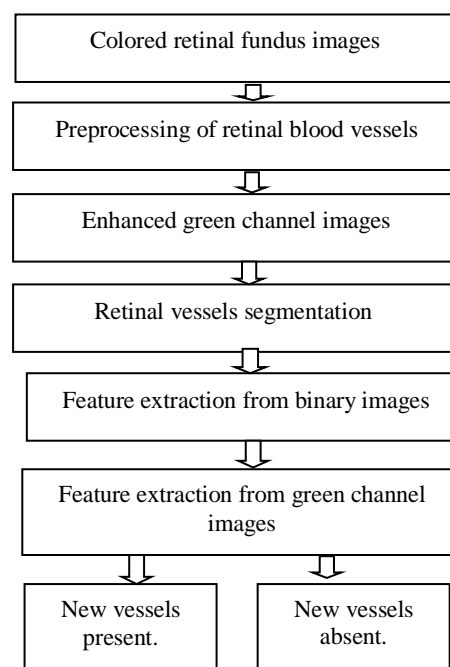 Colored retinal fundus images
Preprocessing of retinal blood vessels
Enhanced green channel images
Retinal vessels segmentation
Feature extraction from binary images
Feature extraction from green channel
images
New vessels
present.
New vessels
absent.